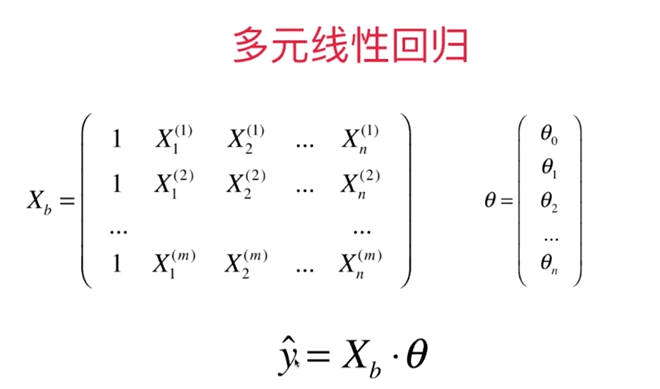 多元线性回归
X_b = ( 1 X_1^{(1)} X_2^{(1)} ... X_n^{(1)}
1 X_1^{(2)} X_2^{(2)} ... X_n^{(2)}
... ...
1 X_1^{(m)} X_2^{(m)} ... X_n^{(m)} )
θ = ( θ_0
θ_1
θ_2
...
θ_n )
ŷ = X_b · θ